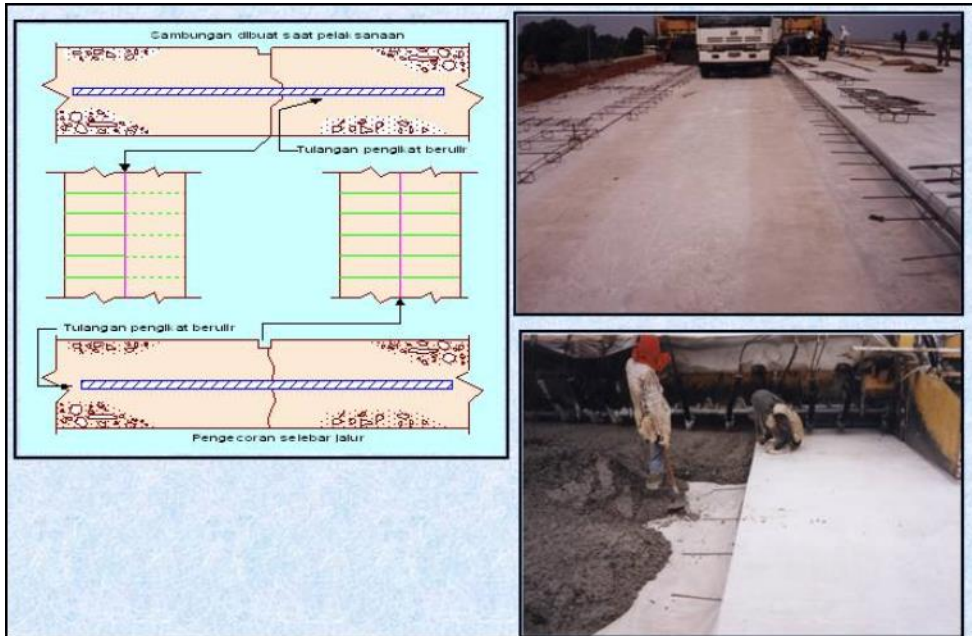 Sambungan dibuat saat pelaksanaan
Tulangan pengikat berulir
Tulangan pengikat berulir
Pengecoran selebar jalur